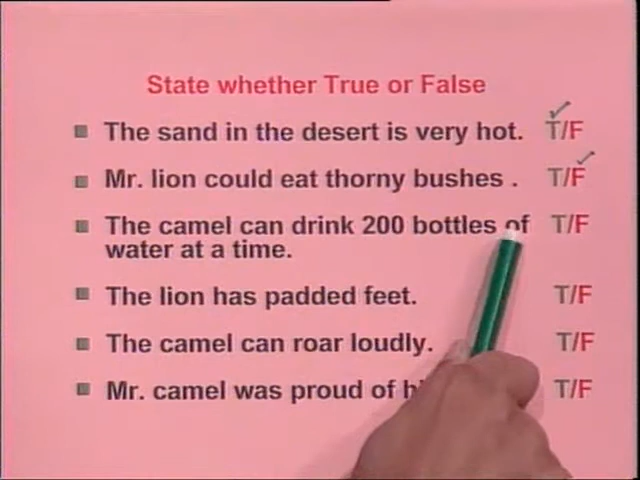 State whether True or False
The sand in the desert is very hot. T/F
Mr. lion could eat thorny bushes . T/F
The camel can drink 200 bottles of T/F
water at a time.
The lion has padded feet. T/F
The camel can roar loudly. T/F
Mr. camel was proud of T/F